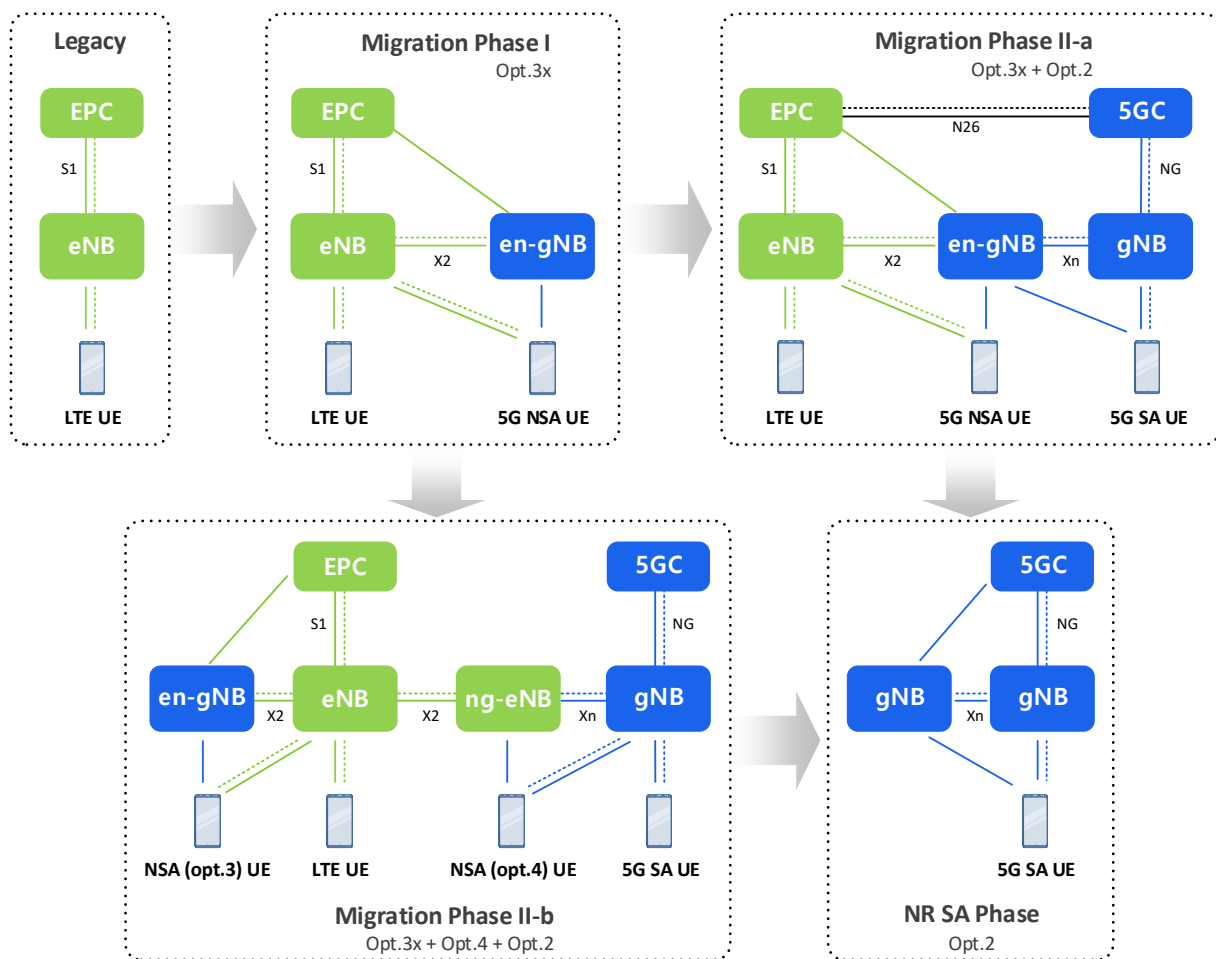 Legacy
EPC
S1
eNB
LTE UE
Migration Phase I
Opt.3x
EPC
S1
eNB
X2
en-gNB
LTE UE
5G NSA UE
Migration Phase II-a
Opt.3x + Opt.2
EPC
N26
5GC
S1
NG
eNB
X2
en-gNB
Xn
gNB
LTE UE
5G NSA UE
5G SA UE
EPC
5GC
S1
NG
en-gNB
X2
eNB
X2
ng-eNB
Xn
gNB
NSA (opt.3) UE
LTE UE
NSA (opt.4) UE
5G SA UE
Migration Phase II-b
Opt.3x + Opt.4 + Opt.2
5GC
NG
gNB
Xn
gNB
5G SA UE
NR SA Phase
Opt.2